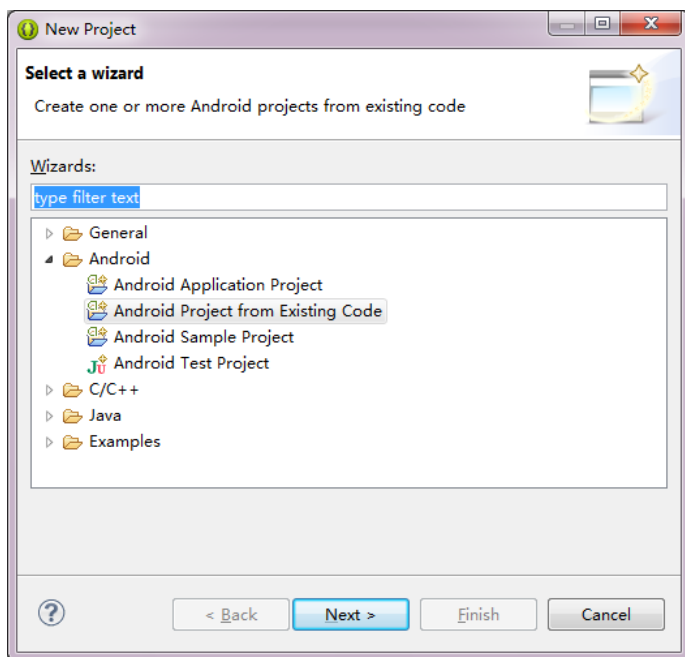 New Project
Select a wizard
Create one or more Android projects from existing code
Wizards:
type filter text
General
Android
Android Application Project
Android Project from Existing Code
Android Sample Project
Android Test Project
C/C++
Java
Examples
< Back
Next >
Finish
Cancel